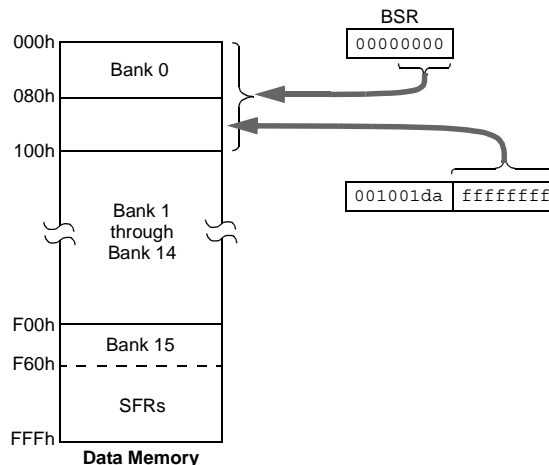 BSR
00000000
000h
Bank 0
080h
100h
001001da ffffffff
Bank 1
through
Bank 14
F00h
Bank 15
F60h
SFRs
FFFh
Data Memory